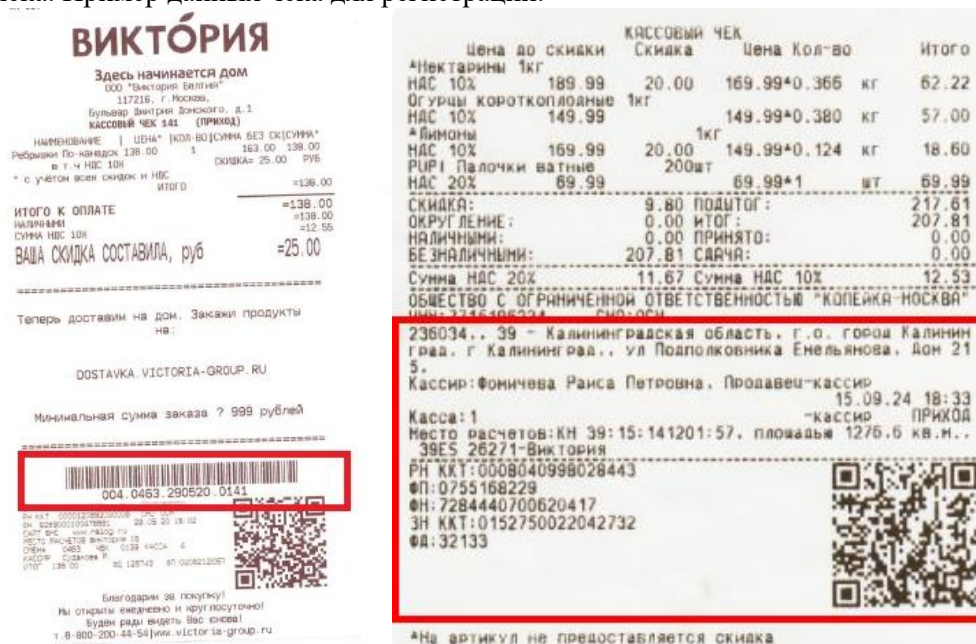 ВИКТОРИЯ
Здесь начинается дом
ООО "Виктория Балтия"
117216, г.Москва,
Бульвар Дмитрия Донского, д.1
КАССОВЫЙ ЧЕК 141 (ПРИХОД)
НАИМЕНОВАНИЕ | ЦЕНА* |КОЛ-ВО|СУММА БЕЗ СК|СУММА*
Ребрышки По-канадск 138.00 1 163.00 138.00
в т.ч НДС 10% СКИДКА= 25.00 РУБ
* с учётом всех скидок и НДС
ИТОГО =138.00
ИТОГО К ОПЛАТЕ =138.00
НАЛИЧНЫМИ =138.00
СУММА НДС 10% =12.55
ВАША СКИДКА СОСТАВИЛА, руб =25.00
Теперь доставим на дом. Закажи продукты
на:
DOSTAVKA.VICTORIA-GROUP.RU
Минимальная сумма заказа ? 999 рублей
004.0463.290520.0141
САЙТ ФНС www.nalog.ru
Благодарим за покупку!
Мы открыты ежедневно и круглосуточно!
Будем рады видеть Вас снова!
т.8-800-200-44-54|www.victoria-group.ru
КАССОВЫЙ ЧЕК
Цена до скидки Скидка Цена Кол-во Итого
*Нектарины 1кг
НДС 10% 189.99 20.00 169.99*0.366 кг 62.22
Огурцы короткоплодные 1кг
НДС 10% 149.99 149.99*0.380 кг 57.00
*Лимоны 1кг
НДС 10% 169.99 20.00 149.99*0.124 кг 18.60
PUPI Палочки ватные 200шт
НДС 20% 69.99 69.99*1 шт 69.99
СКИДКА: 9.80 ПОДЫТОГ: 217.61
ОКРУГЛЕНИЕ: 0.00 ИТОГ: 207.81
НАЛИЧНЫМИ: 0.00 ПРИНЯТО: 0.00
БЕЗНАЛИЧНЫМИ: 207.81 СДАЧА: 0.00
Сумма НДС 20% 11.67 Сумма НДС 10% 12.53
ОБЩЕСТВО С ОГРАНИЧЕННОЙ ОТВЕТСТВЕННОСТЬЮ "КОПЕЙКА-МОСКВА"
236034,, 39 - Калининградская область, г.о. город Калинин
град, г Калининград,, ул Подполковника Емельянова, Дом 21
5,
Кассир:Фомичева Раиса Петровна, Продавец-кассир
15.09.24 18:33
Касса:1 -кассир ПРИХОД
Место расчетов:КН 39:15:141201:57, площадью 1276.6 кв.м.,
39ES 26271-Виктория
РН ККТ:0008040998028443
ФП:0755168229
ФН:7284440700620417
ЗН ККТ:0152750022042732
ФД:32133
*На артикул не предоставляется скидка